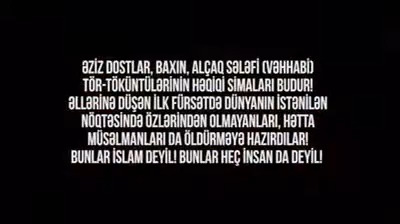 ƏZİZ DOSTLAR, BAXIN, ALÇAQ SƏLƏFİ (VƏHHABİ)
TÖR-TÖKÜNTÜLƏRİNİN HƏQİQİ SİMALARI BUDUR!
ƏLLƏRİNƏ DÜŞƏN İLK FÜRSƏTDƏ DÜNYANIN İSTƏNİLƏN
NÖQTƏSİNDƏ ÖZLƏRİNDƏN OLMAYANLARI, HƏTTA
MÜSƏLMANLARI DA ÖLDÜRMƏYƏ HAZIRDILAR!
BUNLAR İSLAM DEYİL! BUNLAR HEÇ İNSAN DA DEYİL!